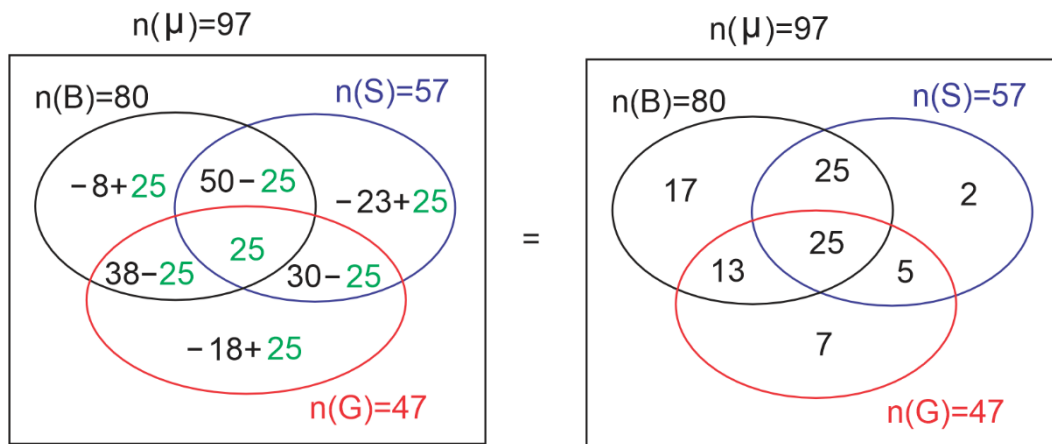 n(μ)=97
n(B)=80
n(S)=57
−8+25
50−25
−23+25
25
38−25
30−25
−18+25
n(G)=47
=
n(μ)=97
n(B)=80
n(S)=57
17
25
2
25
13
5
7
n(G)=47